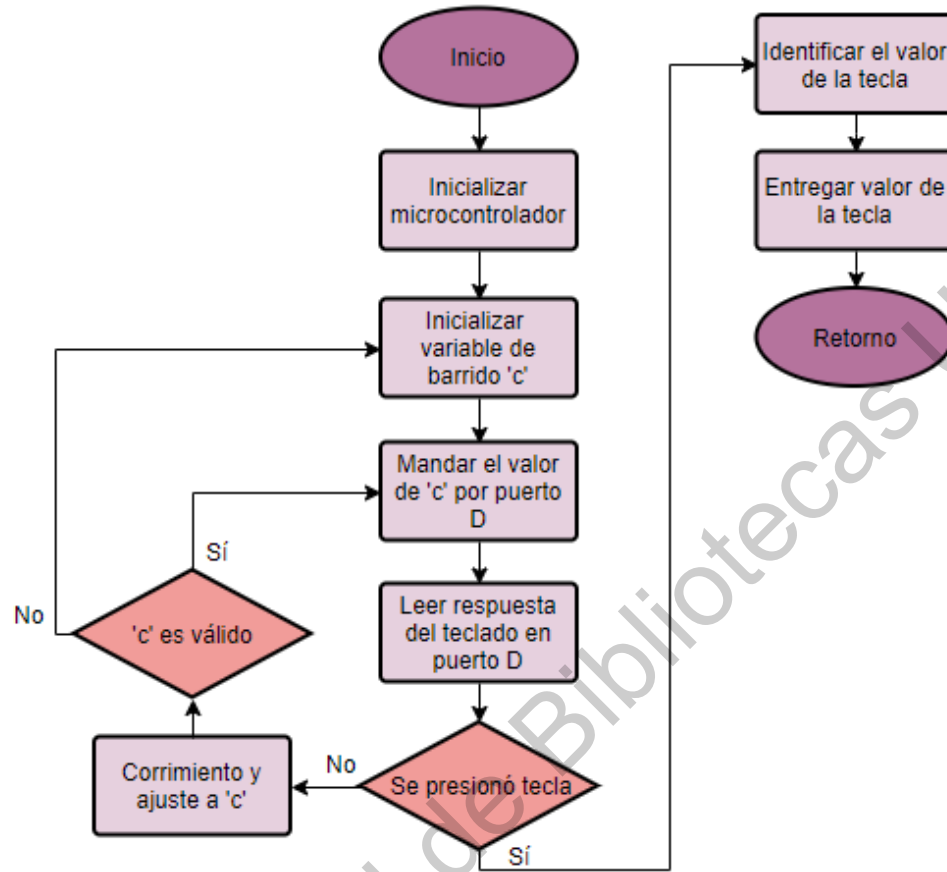 Inicio
Inicializar
microcontrolador
Inicializar
variable de
barrido 'c'
Mandar el valor
de 'c' por puerto
D
Leer respuesta
del teclado en
puerto D
Se presionó tecla
No
Sí
Corrimiento y
ajuste a 'c'
'c' es válido
No
Sí
Identificar el valor
de la tecla
Entregar valor de
la tecla
Retorno
de Bibliotecas